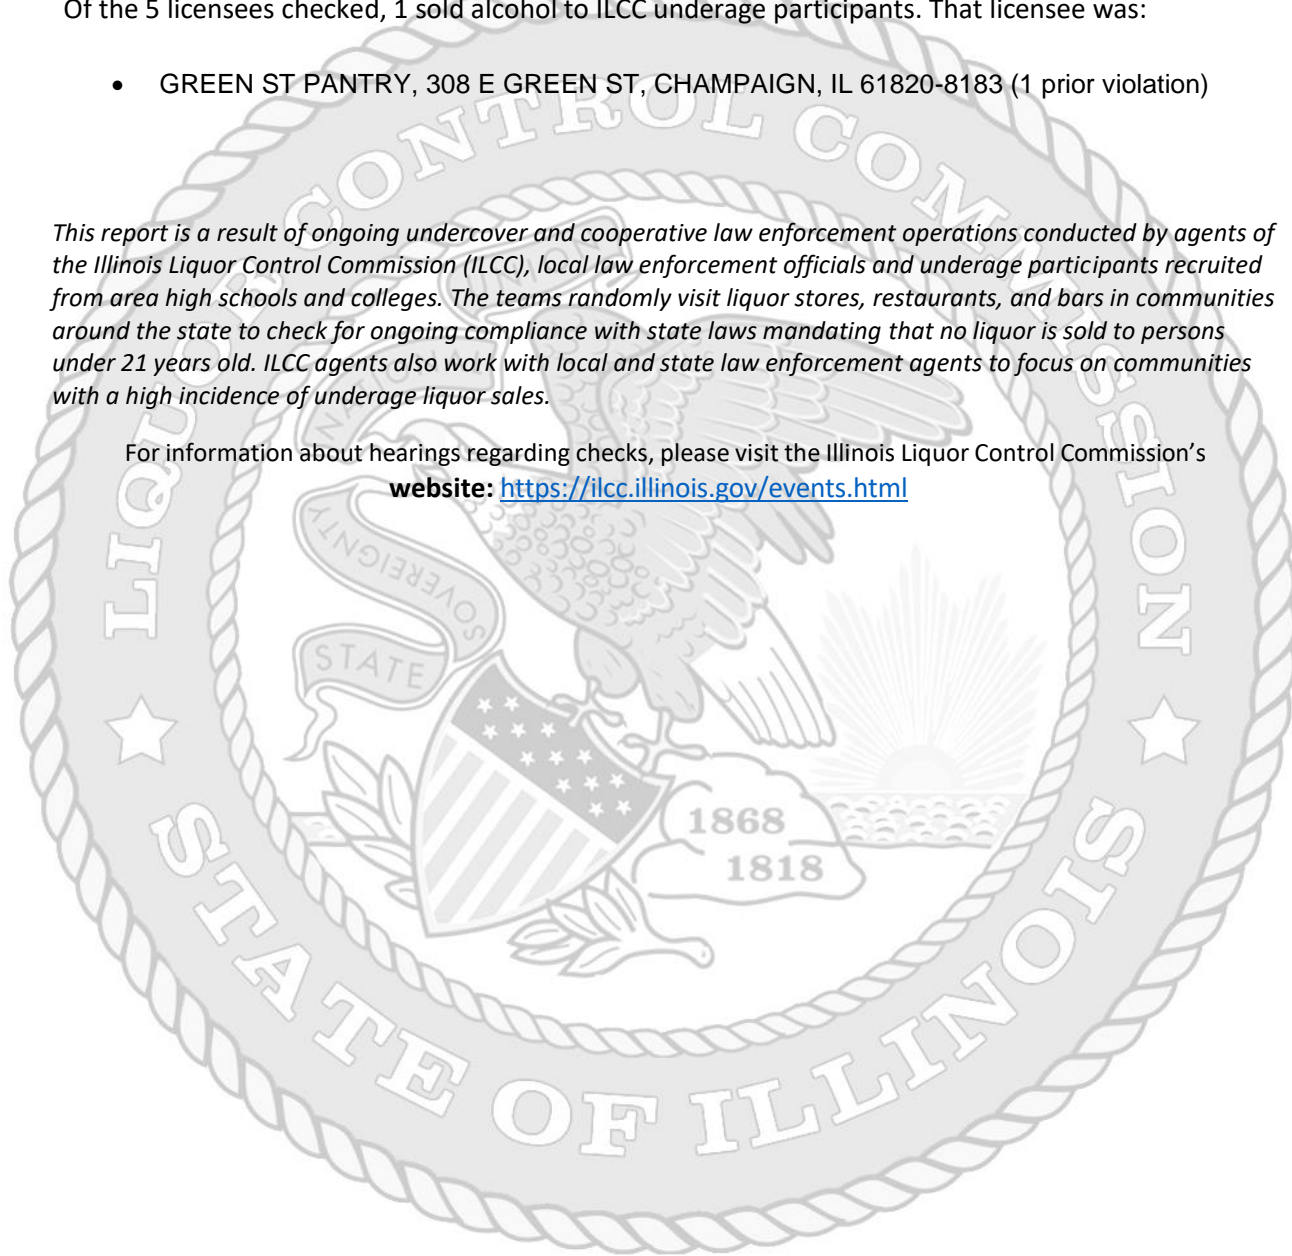 Of the 5 licensees checked, 1 sold alcohol to ILCC underage participants. That licensee was:
• GREEN ST PANTRY, 308 E GREEN ST, CHAMPAIGN, IL 61820-8183 (1 prior violation)
This report is a result of ongoing undercover and cooperative law enforcement operations conducted by agents of
the Illinois Liquor Control Commission (ILCC), local law enforcement officials and underage participants recruited
from area high schools and colleges. The teams randomly visit liquor stores, restaurants, and bars in communities
around the state to check for ongoing compliance with state laws mandating that no liquor is sold to persons
under 21 years old. ILCC agents also work with local and state law enforcement agents to focus on communities
with a high incidence of underage liquor sales.
For information about hearings regarding checks, please visit the Illinois Liquor Control Commission’s
website: https://ilcc.illinois.gov/events.html
LIQUOR CONTROL COMMISSION
STATE OF ILLINOIS
SOVEREIGNTY
STATE
1868
1818